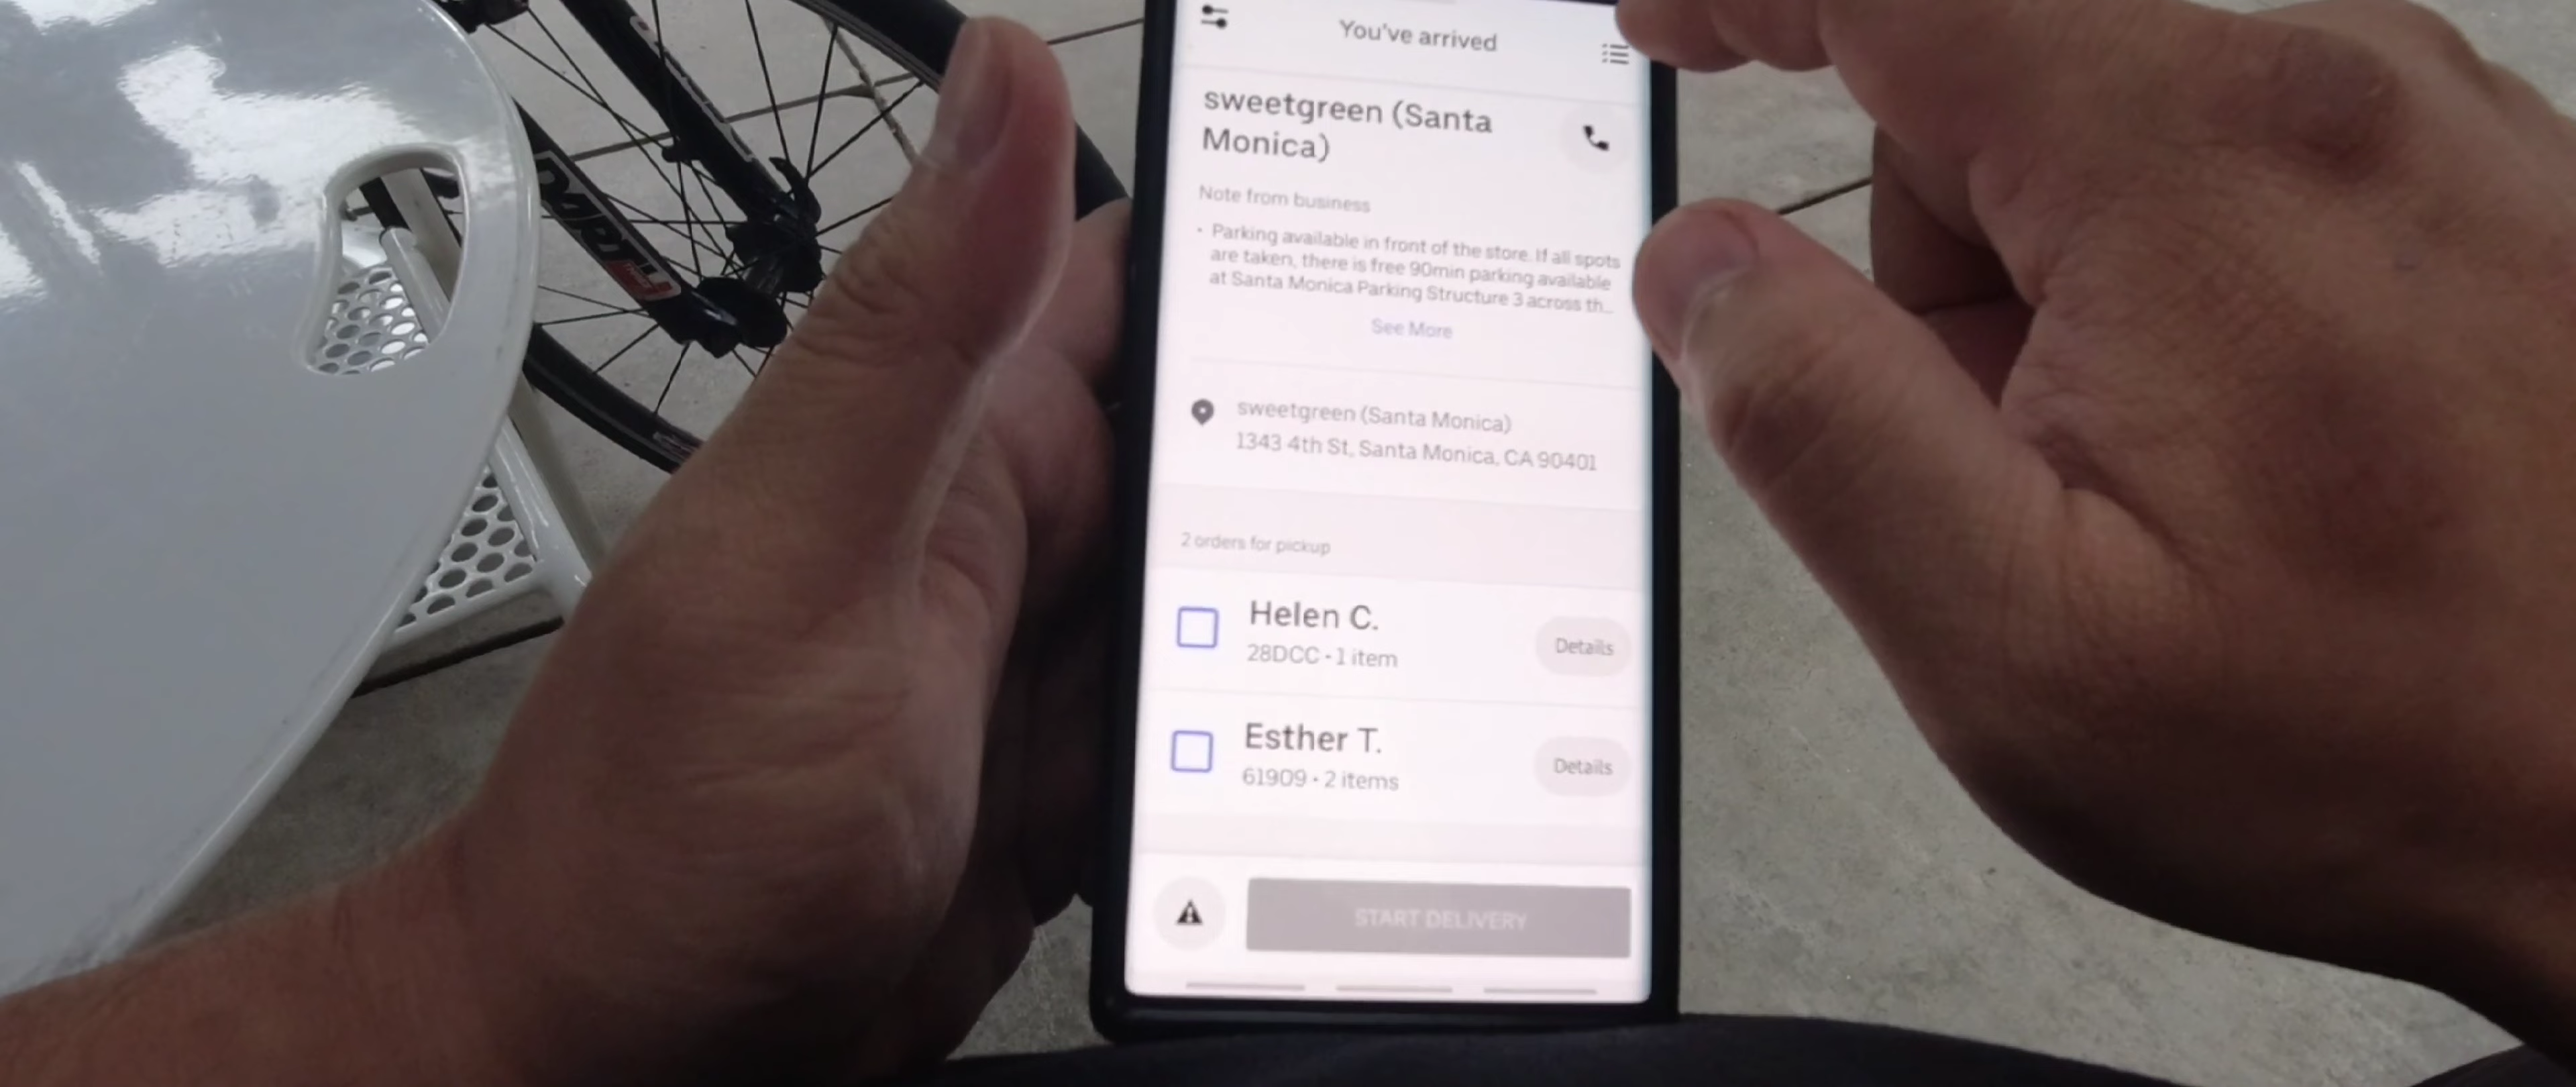 You've arrived
sweetgreen (Santa
Monica)
Note from business
• Parking available in front of the store. If all spots
are taken, there is free 90min parking available
at Santa Monica Parking Structure 3 across th...
See More
sweetgreen (Santa Monica)
1343 4th St, Santa Monica, CA 90401
2 orders for pickup
Helen C.
28DCC · 1 item
Details
Esther T.
61909 · 2 items
Details
START DELIVERY